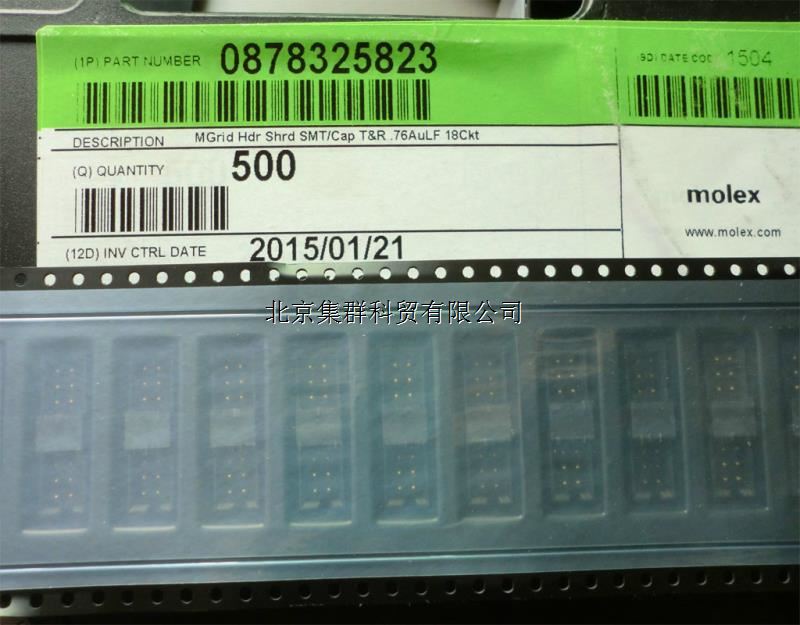 (1P) PART NUMBER 0878325823
(9D) DATE CODE 1504
DESCRIPTION MGrid Hdr Shrd SMT/Cap T&R .76AuLF 18Ckt
(Q) QUANTITY 500
molex
www.molex.com
(12D) INV CTRL DATE 2015/01/21
北京集群科贸有限公司